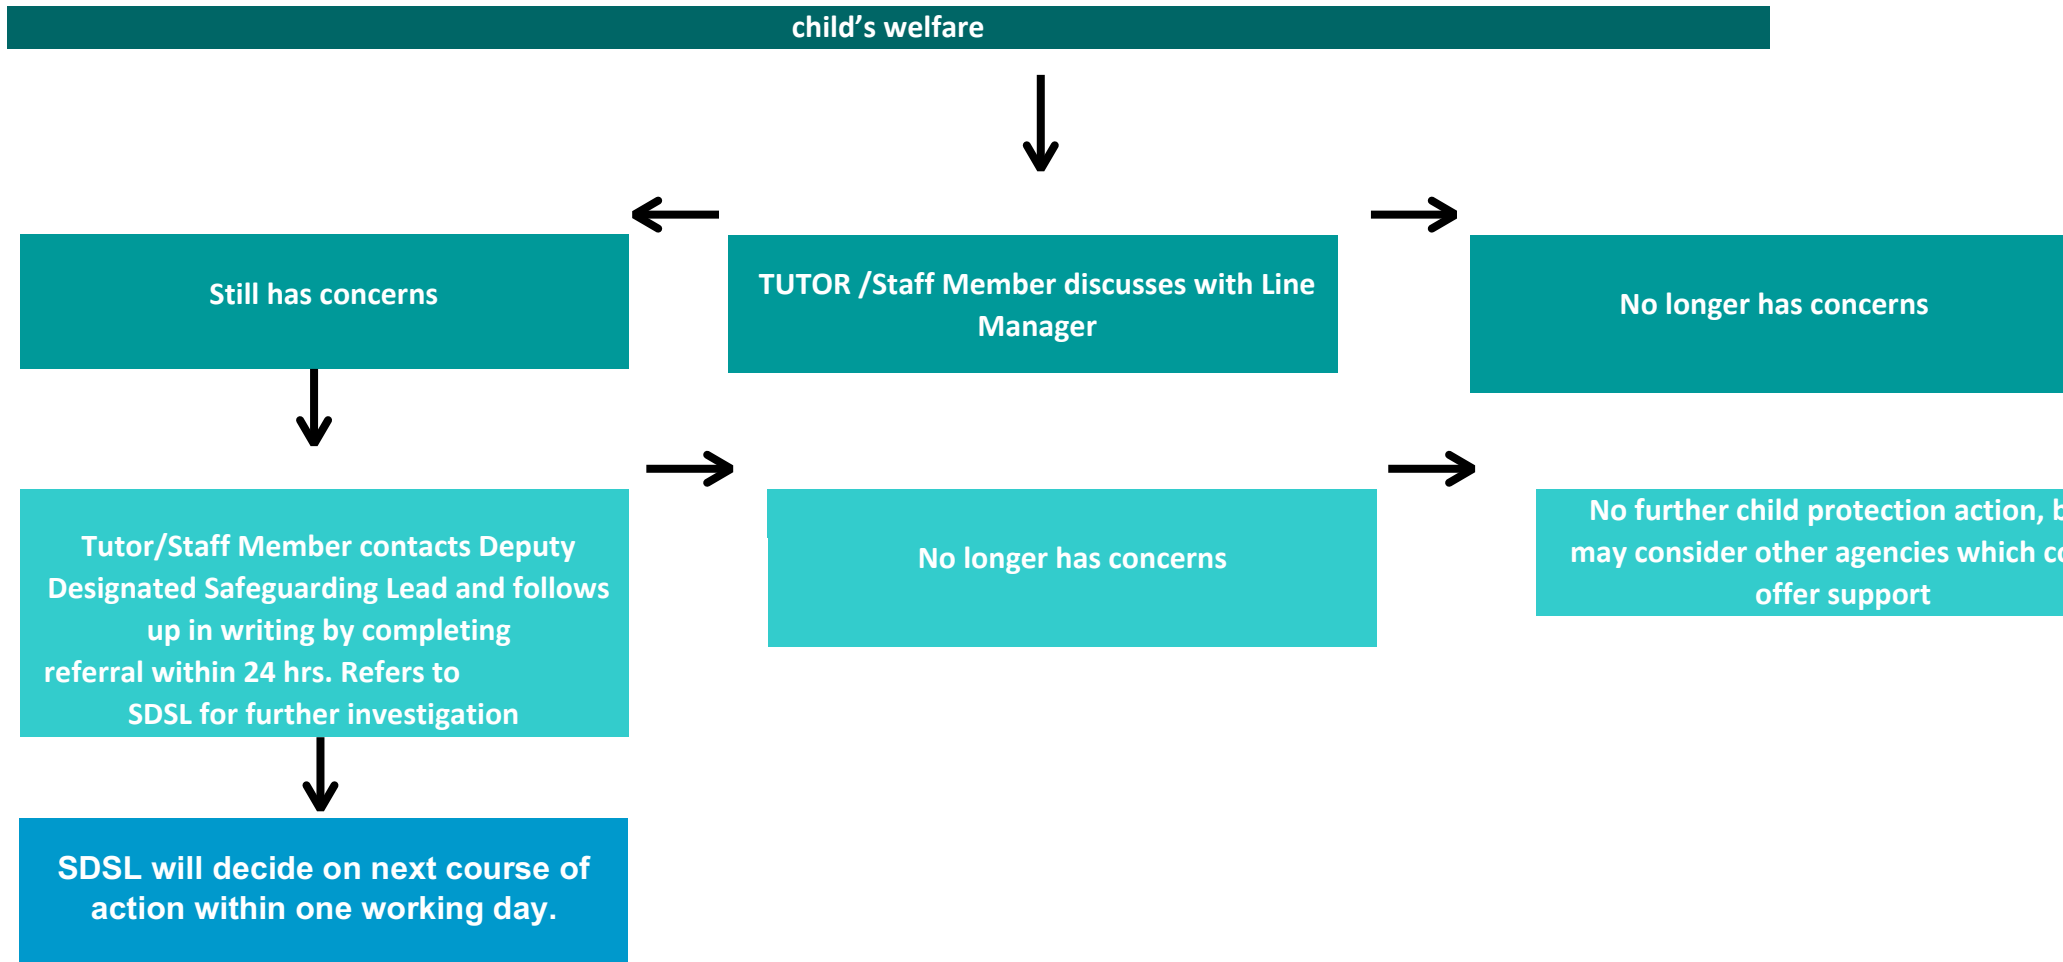 child's welfare
Still has concerns
TUTOR /Staff Member discusses with Line
Manager
No longer has concerns
Tutor/Staff Member contacts Deputy
Designated Safeguarding Lead and follows
up in writing by completing
referral within 24 hrs. Refers to
SDSL for further investigation
No longer has concerns
No further child protection action,
may consider other agencies which
offer support
SDSL will decide on next course of
action within one working day.